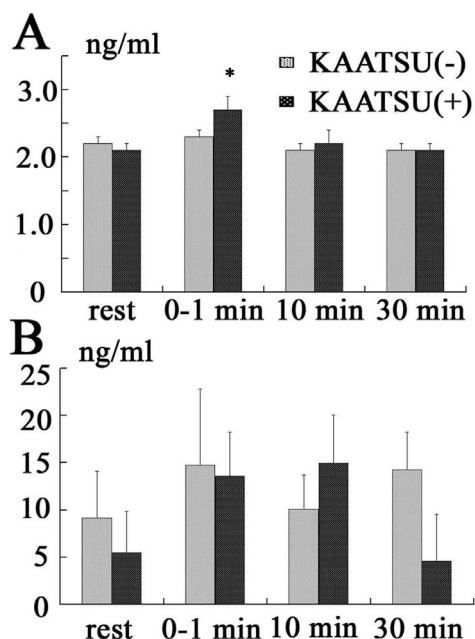 A
ng/ml
KAATSU(-)
KAATSU(+)
*
3.0
2.0
1.0
0
rest 0-1 min 10 min 30 min
B
ng/ml
25
20
15
10
5
0
rest 0-1 min 10 min 30 min